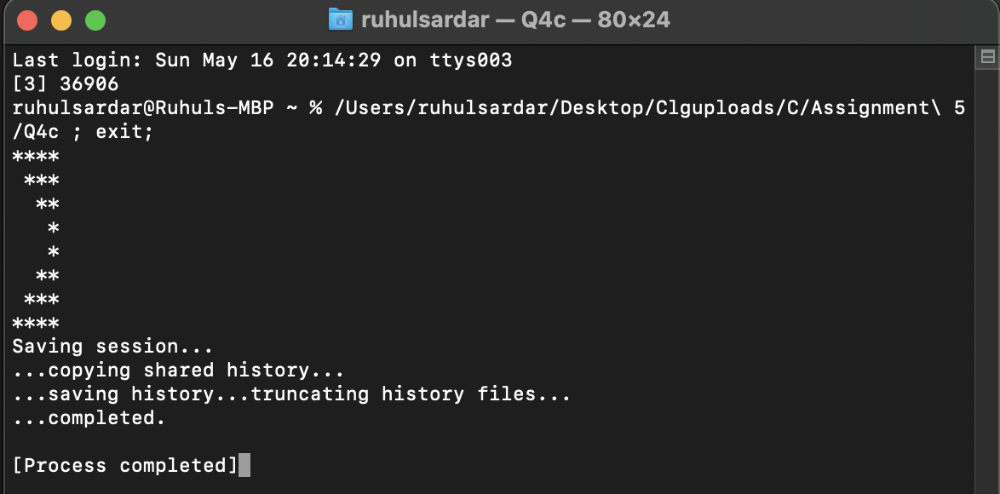 ruhulsardar — Q4c — 80×24
Last login: Sun May 16 20:14:29 on ttys003
[3] 36906
ruhulsardar@Ruhuls-MBP ~ % /Users/ruhulsardar/Desktop/Clguploads/C/Assignment\ 5
/Q4c ; exit;
****
 ***
  **
   *
   *
  **
 ***
****
Saving session...
...copying shared history...
...saving history...truncating history files...
...completed.

[Process completed]